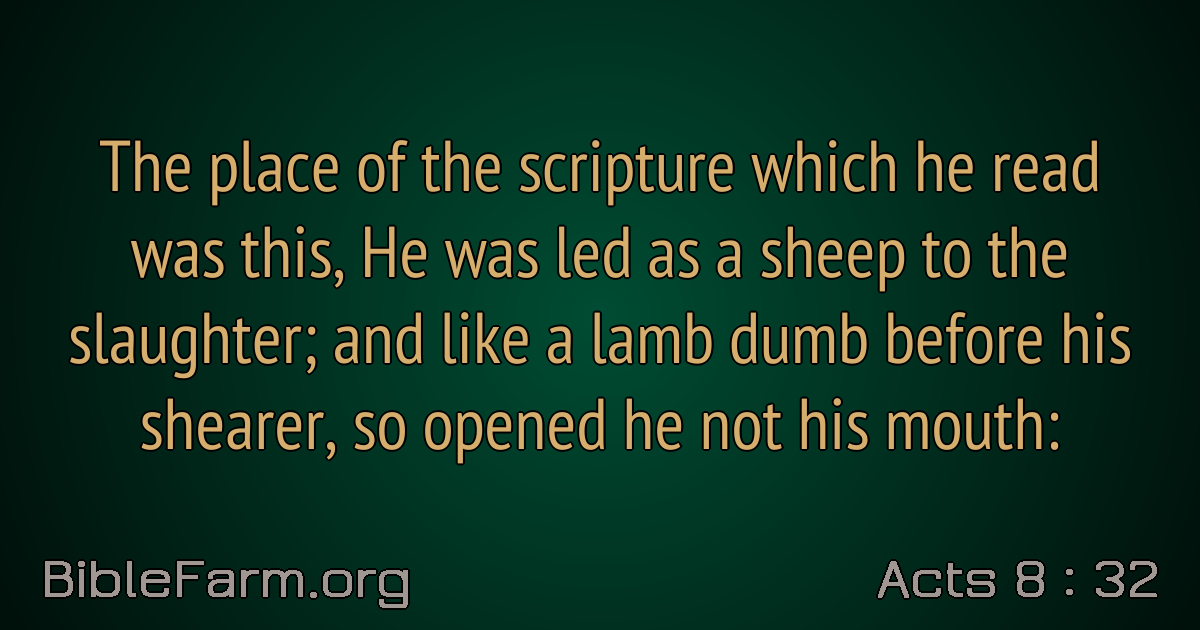 The place of the scripture which he read
was this, He was led as a sheep to the
slaughter; and like a lamb dumb before his
shearer, so opened he not his mouth:
BibleFarm.org
Acts 8 : 32